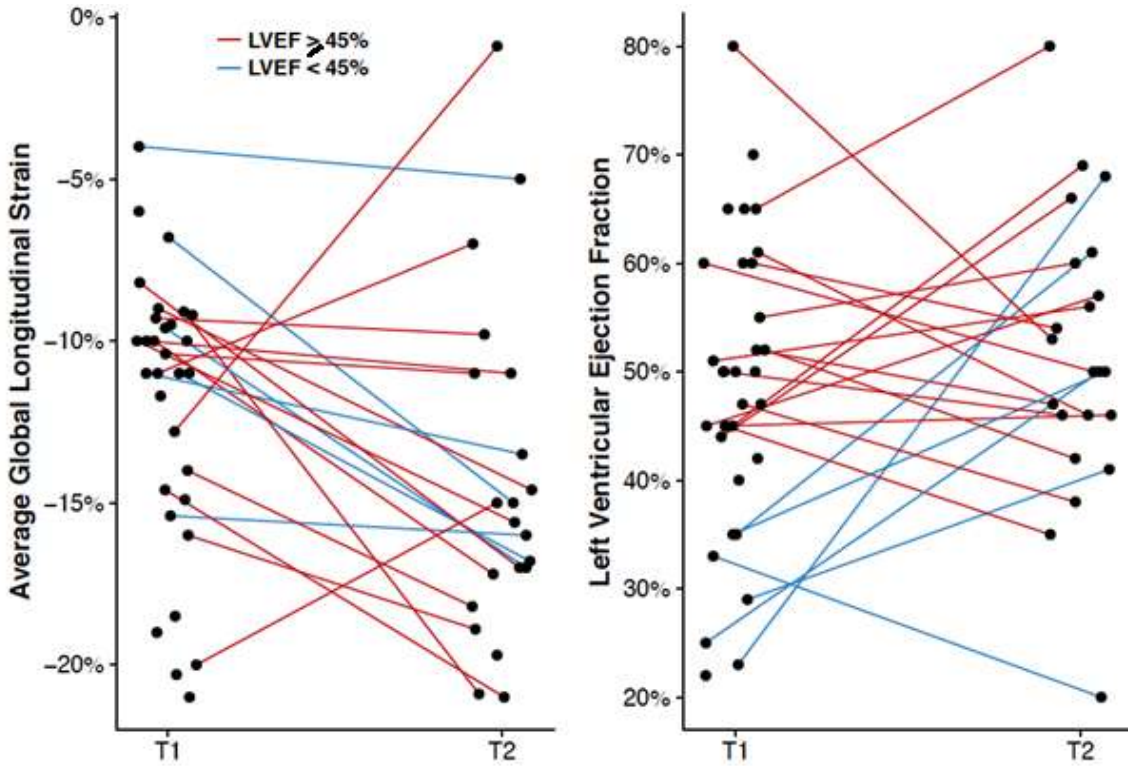 Average Global Longitudinal Strain
0%
−5%
−10%
−15%
−20%
T1
T2
LVEF > 45%
LVEF < 45%
Left Ventricular Ejection Fraction
80%
70%
60%
50%
40%
30%
20%
T1
T2